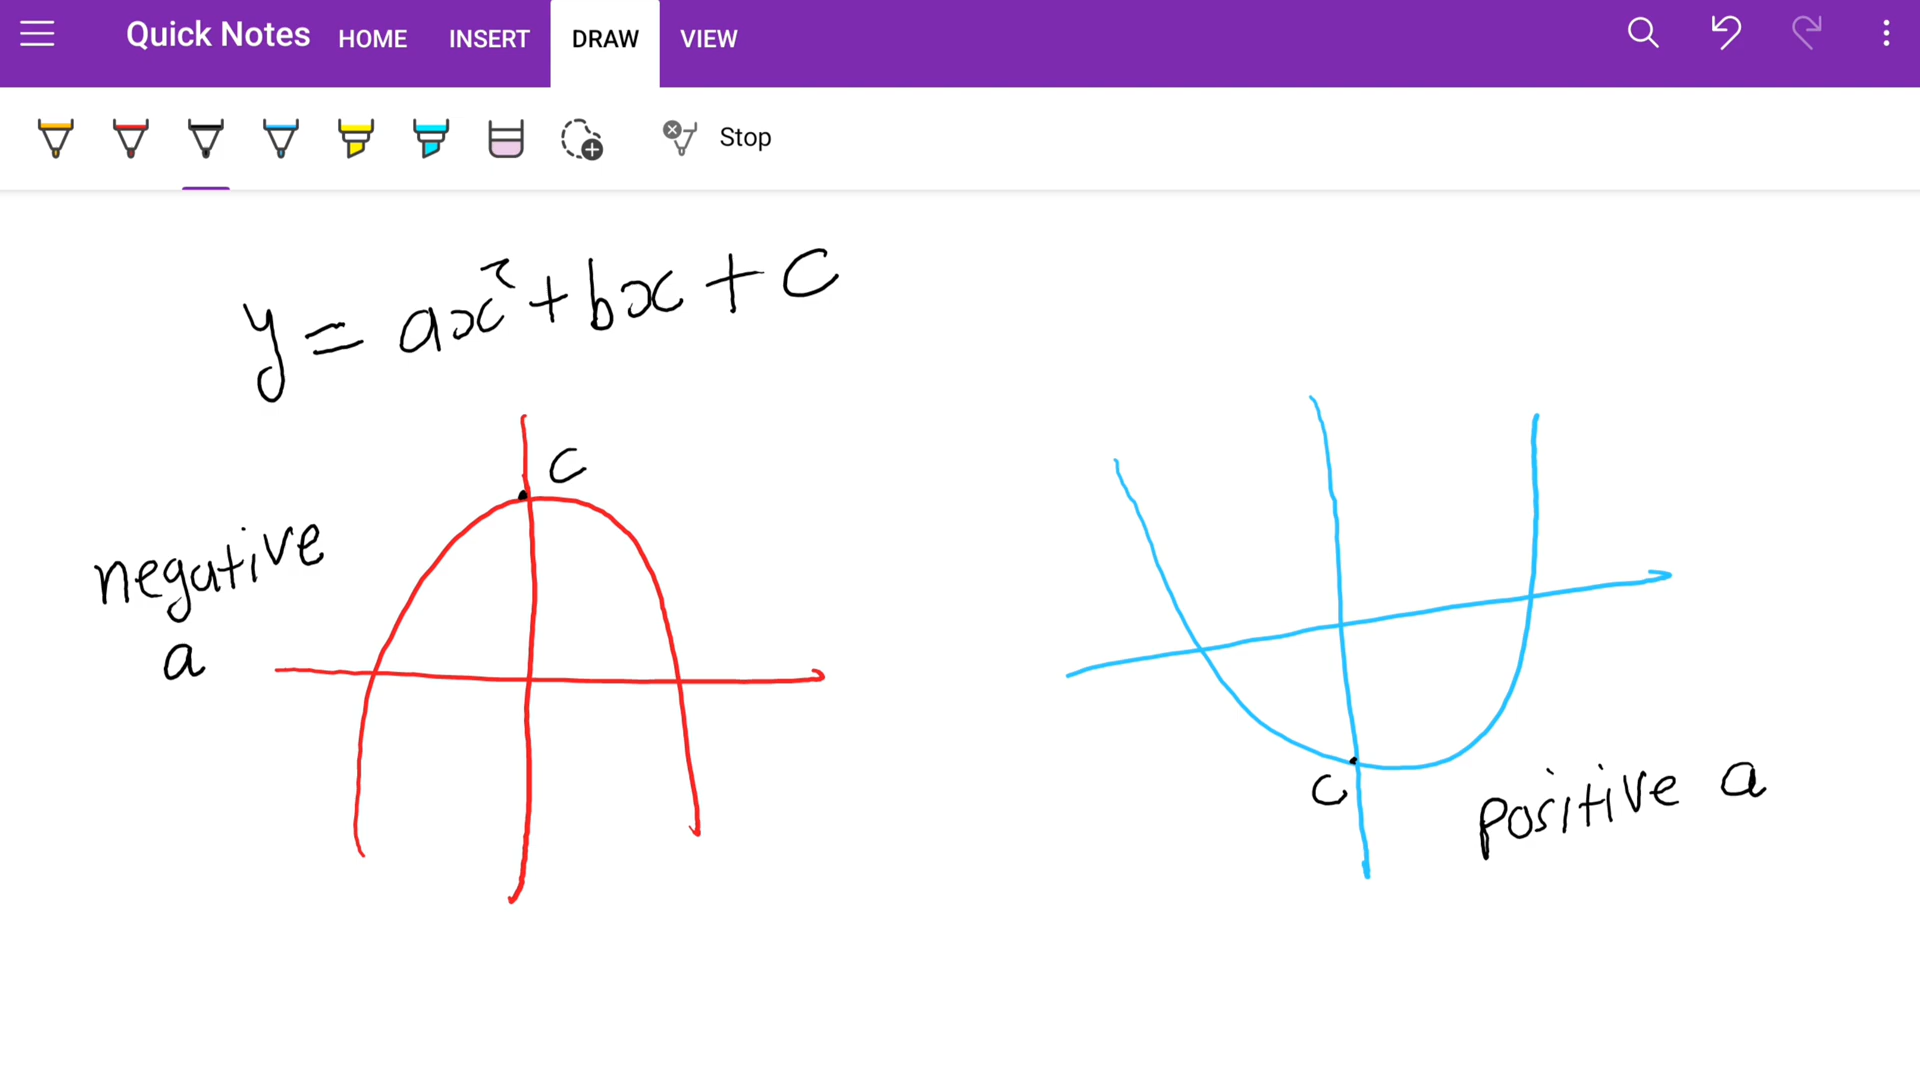 Quick Notes HOME INSERT DRAW VIEW
Stop
y = ax² + bx + c
c
negative
a
c
positive a